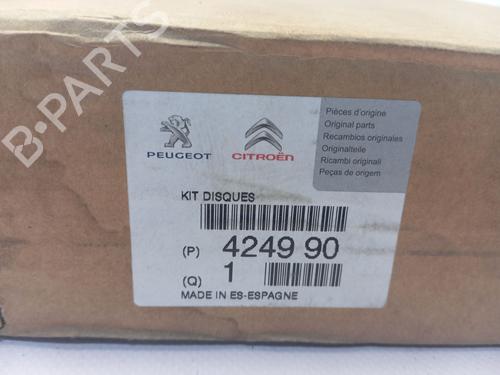 B-PARTS
PEUGEOT
CITROËN
Pièces d'origine
Original parts
Recambios originales
Originalteile
Ricambi originali
Peças de origem
KIT DISQUES
(P) 4249 90
(Q) 1
MADE IN ES-ESPAGNE